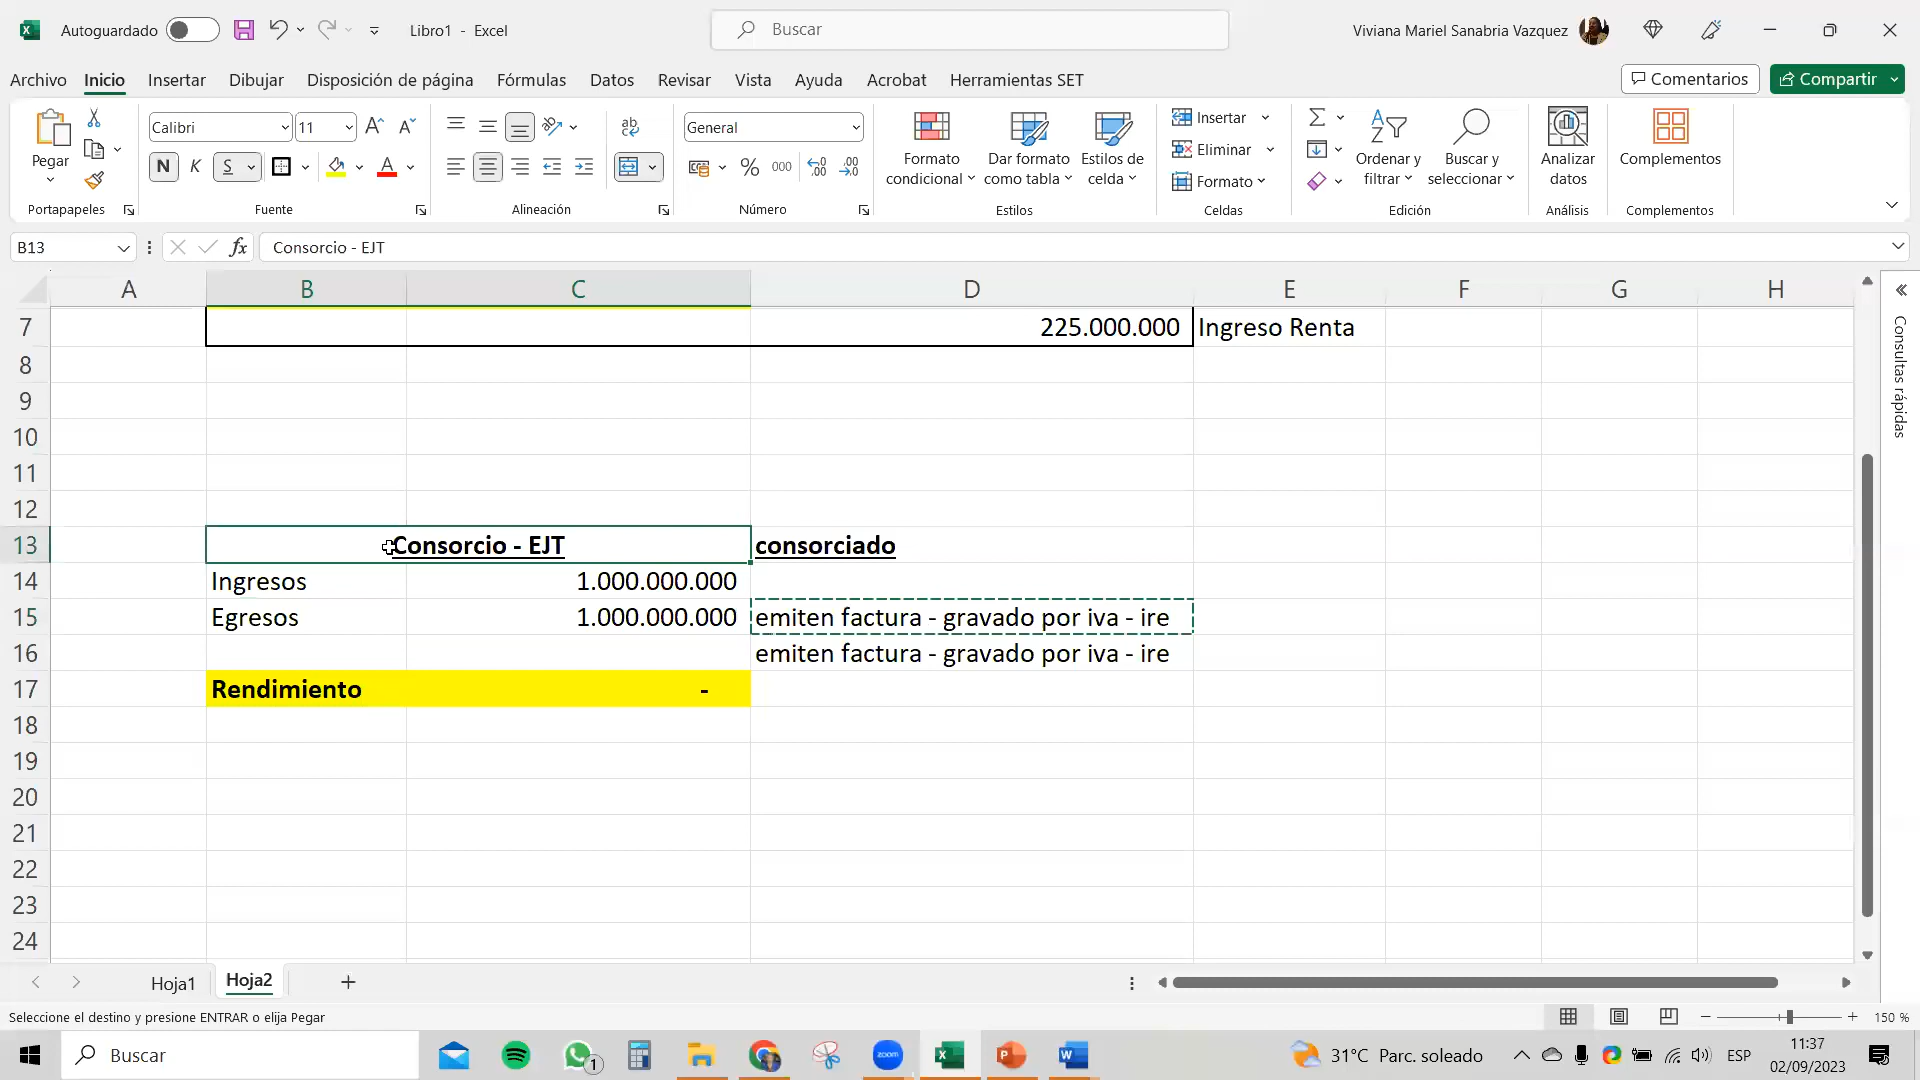 Autoguardado
Libro1 - Excel
Buscar
Viviana Mariel Sanabria Vazquez
Archivo Inicio Insertar Dibujar Disposición de página Fórmulas Datos Revisar Vista Ayuda Acrobat Herramientas SET
Comentarios
Compartir
Pegar
Portapapeles
Calibri 11
N K S
Fuente
Alineación
General
% 000
Número
Formato condicional
Dar formato como tabla
Estilos de celda
Estilos
Insertar
Eliminar
Formato
Celdas
Ordenar y filtrar
Buscar y seleccionar
Edición
Analizar datos
Análisis
Complementos
Complementos
B13
fx
Consorcio - EJT
A B C D E F G H
7 225.000.000 Ingreso Renta
8
9
10
11
12
13 Consorcio - EJT consorciado
14 Ingresos 1.000.000.000
15 Egresos 1.000.000.000 emiten factura - gravado por iva - ire
16 emiten factura - gravado por iva - ire
17 Rendimiento -
18
19
20
21
22
23
24
Consultas rápidas
Hoja1 Hoja2
Seleccione el destino y presione ENTRAR o elija Pegar
150 %
Buscar
zoom
1
31°C Parc. soleado
ESP
11:37
02/09/2023